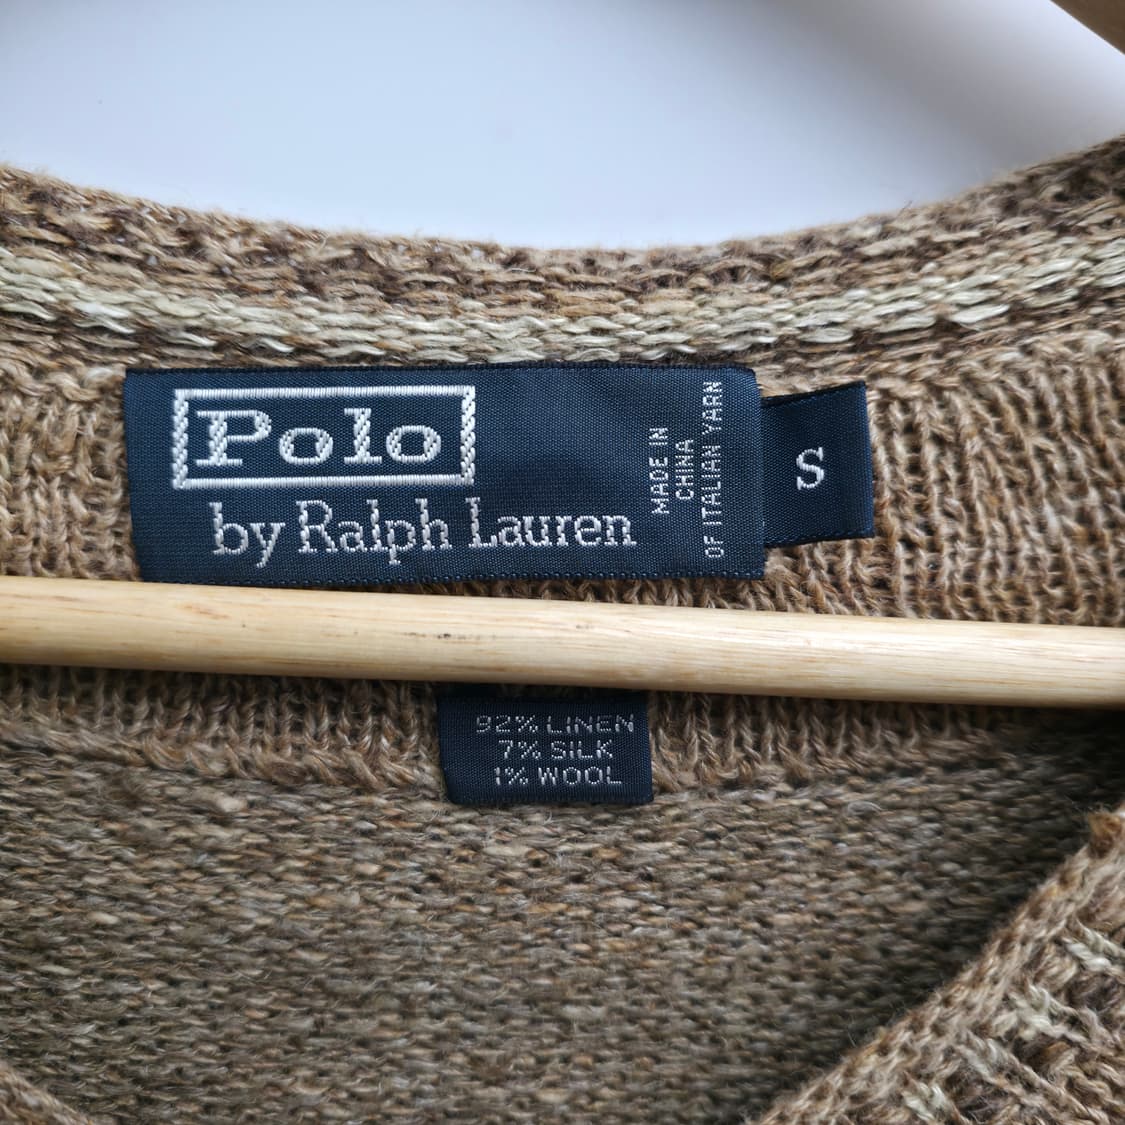 Polo
by Ralph Lauren
MADE IN
CHINA
OF ITALIAN YARN
S
92% LINEN
7% SILK
1% WOOL